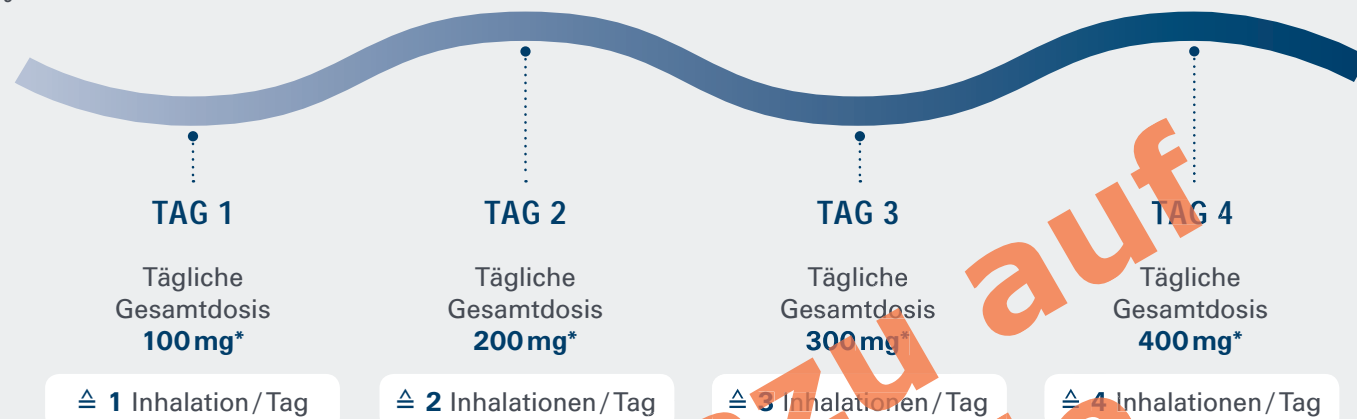 TAG 1
Tägliche
Gesamtdosis
100 mg*
≙ 1 Inhalation / Tag
TAG 2
Tägliche
Gesamtdosis
200 mg*
≙ 2 Inhalationen / Tag
TAG 3
Tägliche
Gesamtdosis
300 mg*
≙ 3 Inhalationen / Tag
TAG 4
Tägliche
Gesamtdosis
400 mg*
≙ 4 Inhalationen / Tag
auf